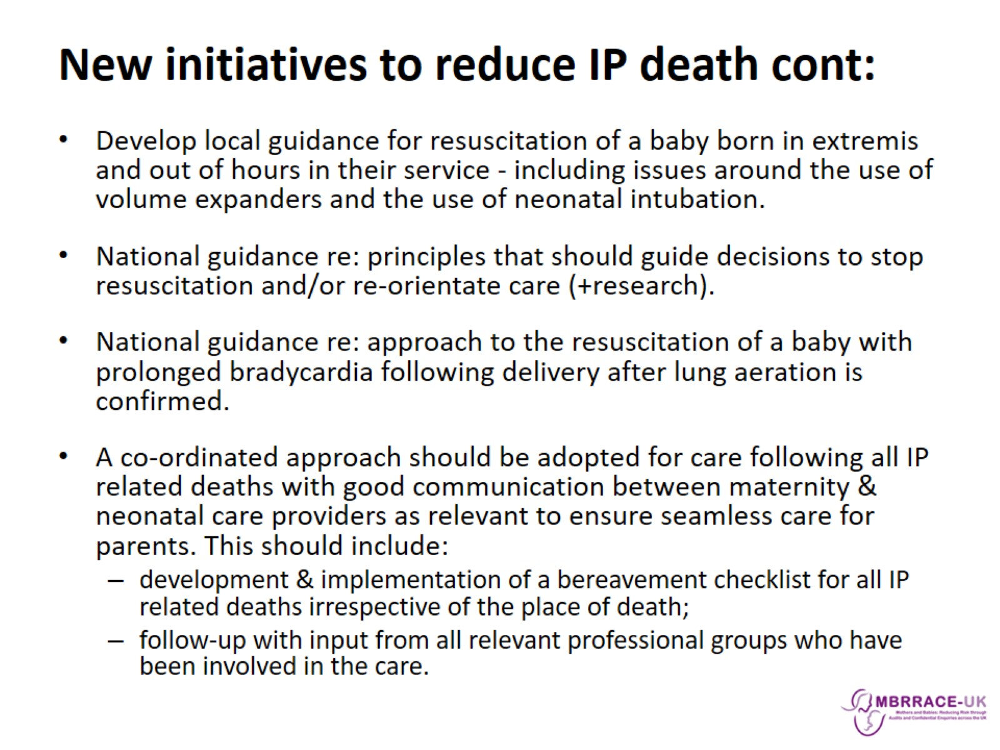 New initiatives to reduce IP death cont:
• Develop local guidance for resuscitation of a baby born in extremis
and out of hours in their service - including issues around the use of
volume expanders and the use of neonatal intubation.
• National guidance re: principles that should guide decisions to stop
resuscitation and/or re-orientate care (+research).
• National guidance re: approach to the resuscitation of a baby with
prolonged bradycardia following delivery after lung aeration is
confirmed.
• A co-ordinated approach should be adopted for care following all IP
related deaths with good communication between maternity &
neonatal care providers as relevant to ensure seamless care for
parents. This should include:
– development & implementation of a bereavement checklist for all IP
related deaths irrespective of the place of death;
– follow-up with input from all relevant professional groups who have
been involved in the care.
MBRRACE-UK
Mothers and Babies: Reducing Risk through
Audits and Confidential Enquiries across the UK